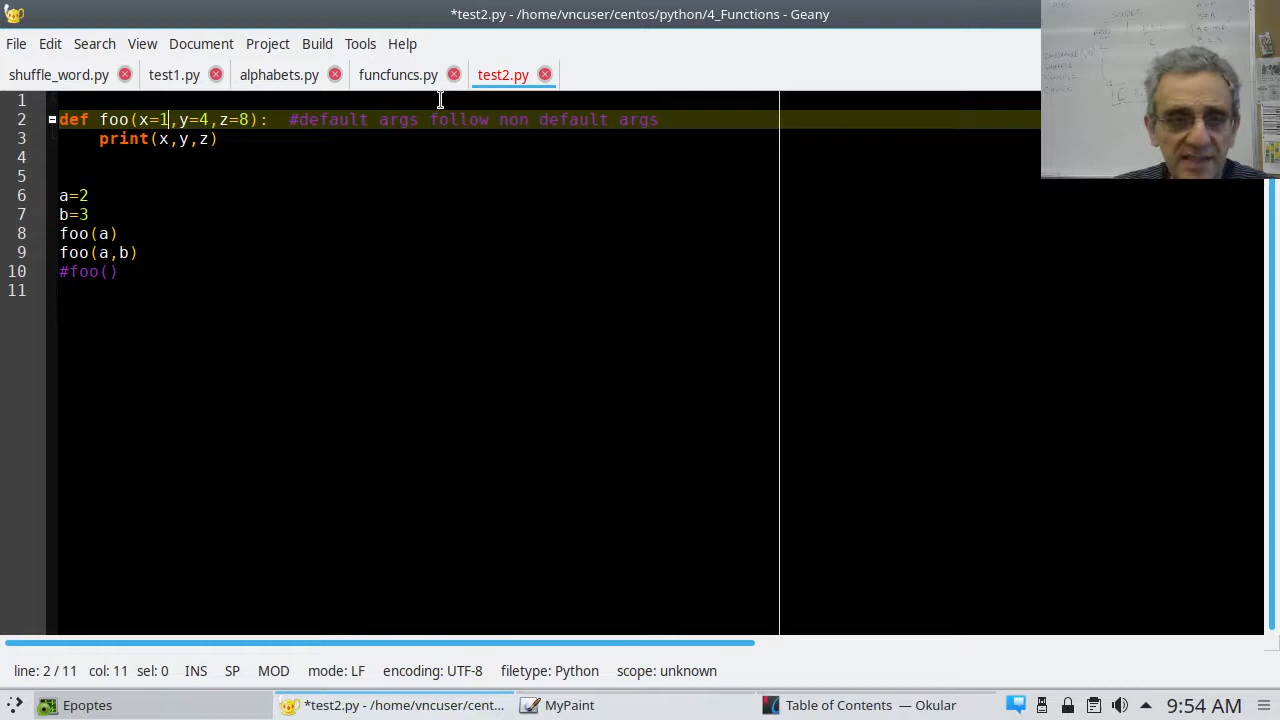 *test2.py - /home/vncuser/centos/python/4_Functions - Geany
File Edit Search View Document Project Build Tools Help
shuffle_word.py test1.py alphabets.py funcfuncs.py test2.py
1
2 def foo(x=1,y=4,z=8):  #default args follow non default args
3     print(x,y,z)
4
5
6 a=2
7 b=3
8 foo(a)
9 foo(a,b)
10 #foo()
11
line: 2 / 11 col: 11 sel: 0 INS SP MOD mode: LF encoding: UTF-8 filetype: Python scope: unknown
Epoptes *test2.py - /home/vncuser/cent... Myaint Table of Contents — Okular 9:54 AM